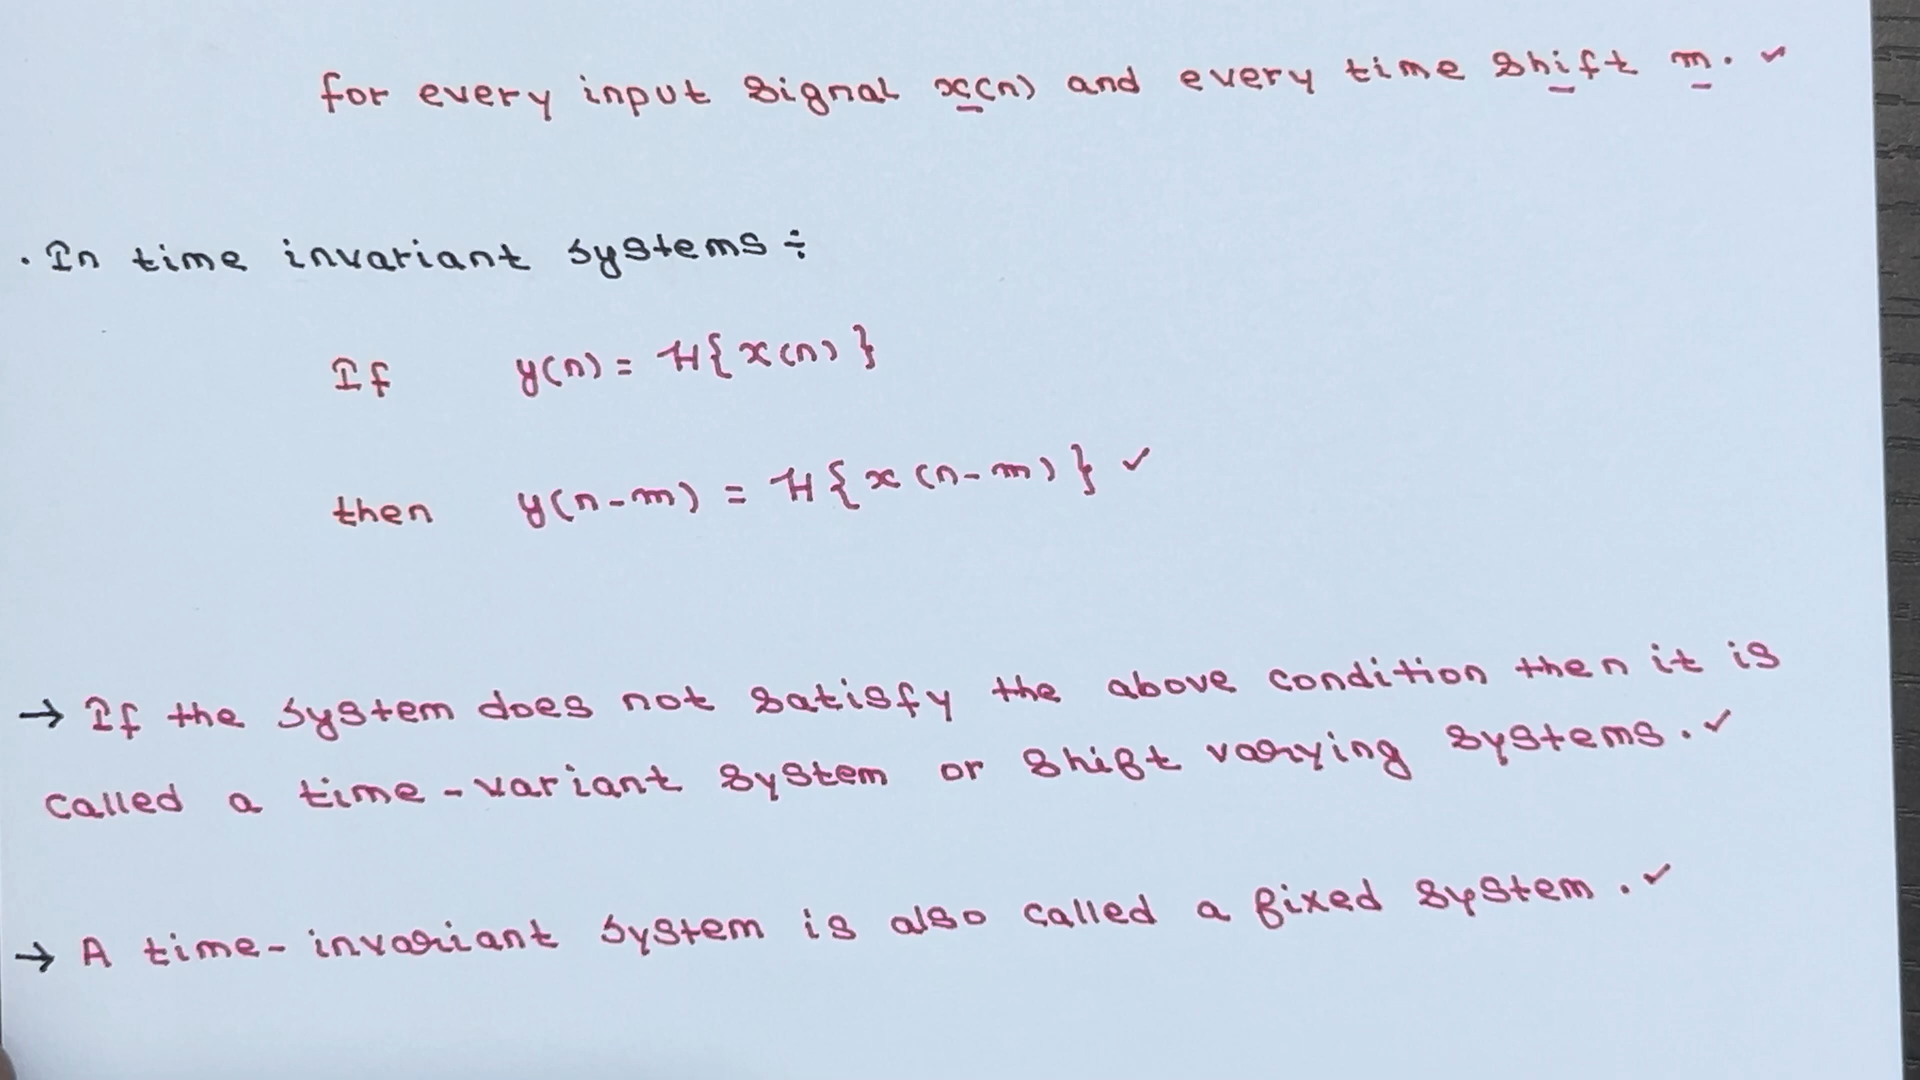 for every input signal x(n) and every time shift m. ✓
. In time invariant systems ÷
If y(n) = H{x(n)}
then y(n-m) = H{x(n-m)} ✓
→ If the system does not satisfy the above condition then it is
called a time-variant system or shift varying systems. ✓
→ A time-invariant system is also called a fixed system. ✓